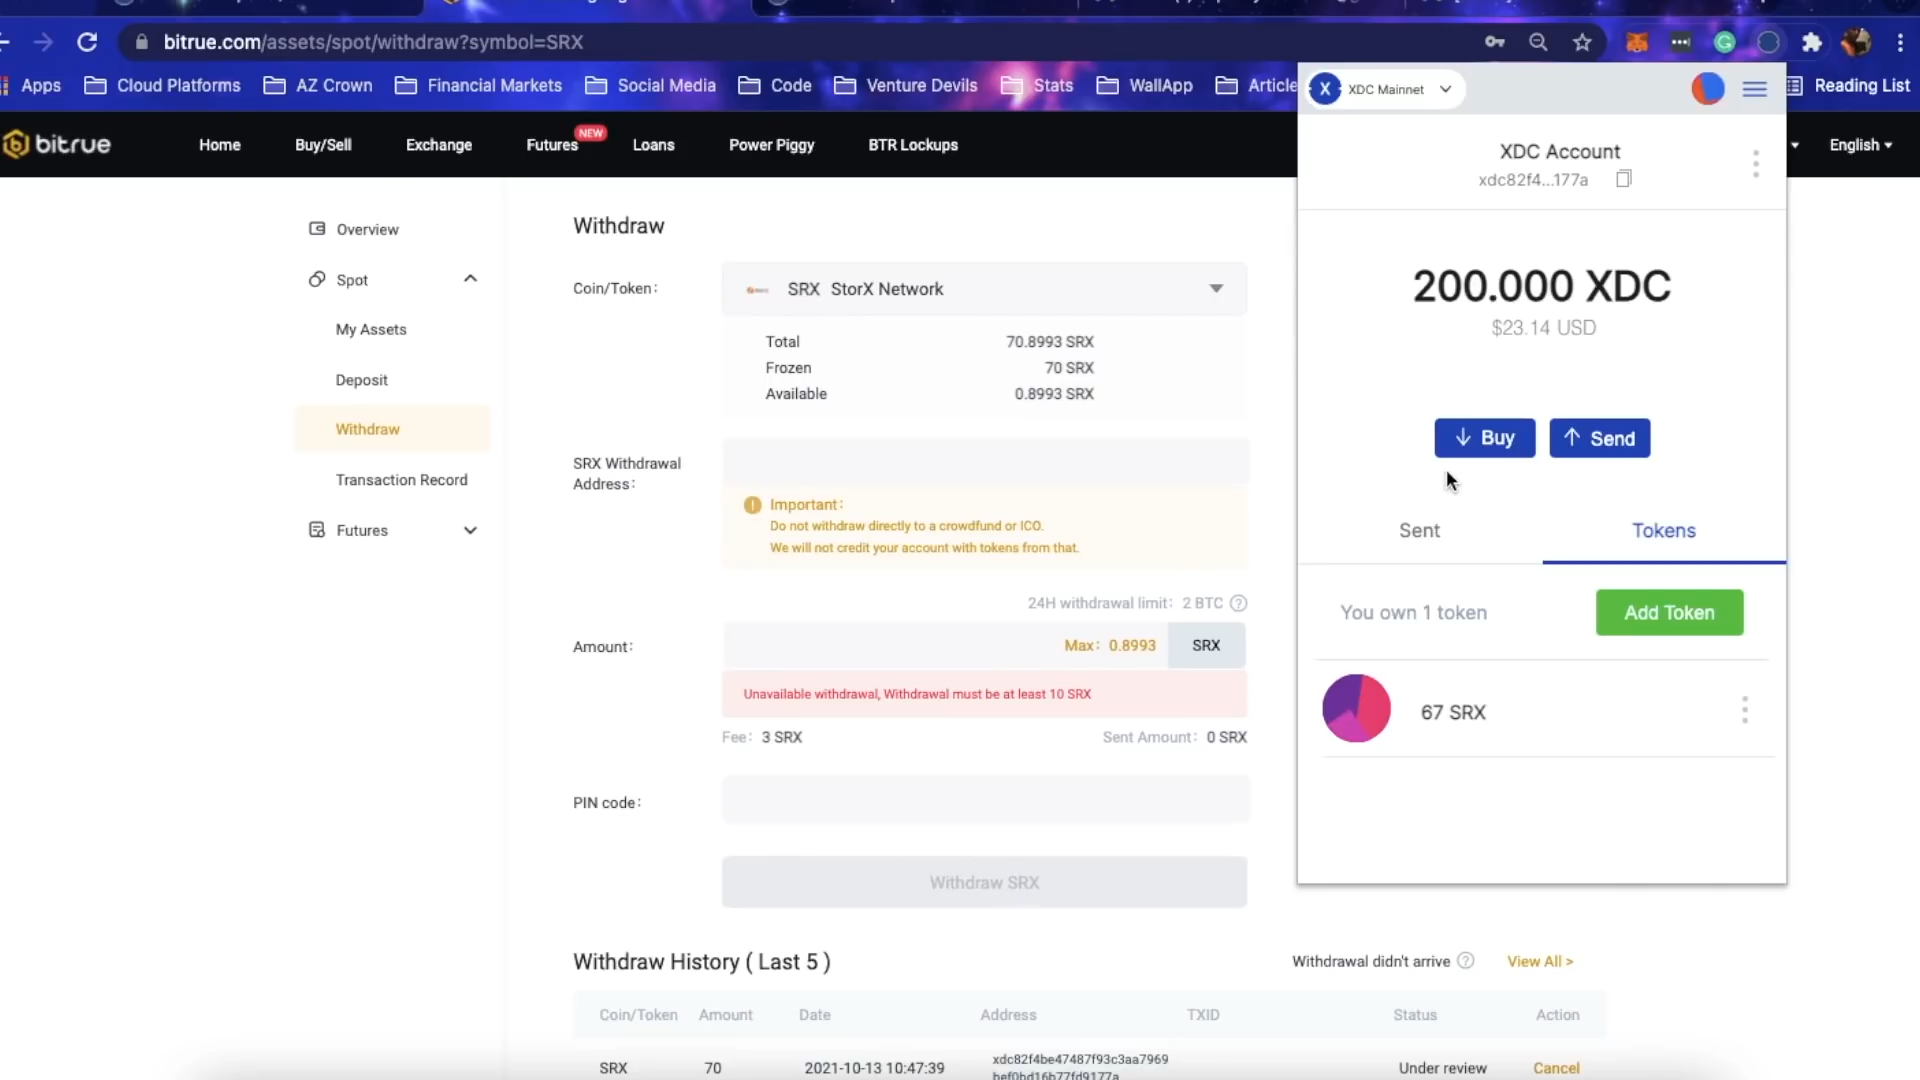 bitrue.com/assets/spot/withdraw?symbol=SRX
Apps
Cloud Platforms
AZ Crown
Financial Markets
Social Media
Code
Venture Devils
Stats
WallApp
Article
Reading List
bitrue
Home
Buy/Sell
Exchange
Futures
NEW
Loans
Power Piggy
BTR Lockups
English
Overview
Spot
My Assets
Deposit
Withdraw
Transaction Record
Futures
Withdraw
Coin/Token:
SRX StorX Network
Total 70.8993 SRX
Frozen 70 SRX
Available 0.8993 SRX
SRX Withdrawal
Address:
Important:
Do not withdraw directly to a crowdfund or ICO.
We will not credit your account with tokens from that.
24H withdrawal limit: 2 BTC
Amount:
Max: 0.8993
SRX
Unavailable withdrawal, Withdrawal must be at least 10 SRX
Fee: 3 SRX
Sent Amount: 0 SRX
PIN code:
Withdraw SRX
Withdraw History ( Last 5 )
Withdrawal didn't arrive
View All >
Coin/Token Amount Date Address TXID Status Action
SRX 70 2021-10-13 10:47:39 xdc82f4be47487f93c3aa7969 Under review Cancel
bef0bd16b77fd9177a
X XDC Mainnet
XDC Account
xdc82f4...177a
200.000 XDC
$23.14 USD
Buy
Send
Sent
Tokens
You own 1 token
Add Token
67 SRX